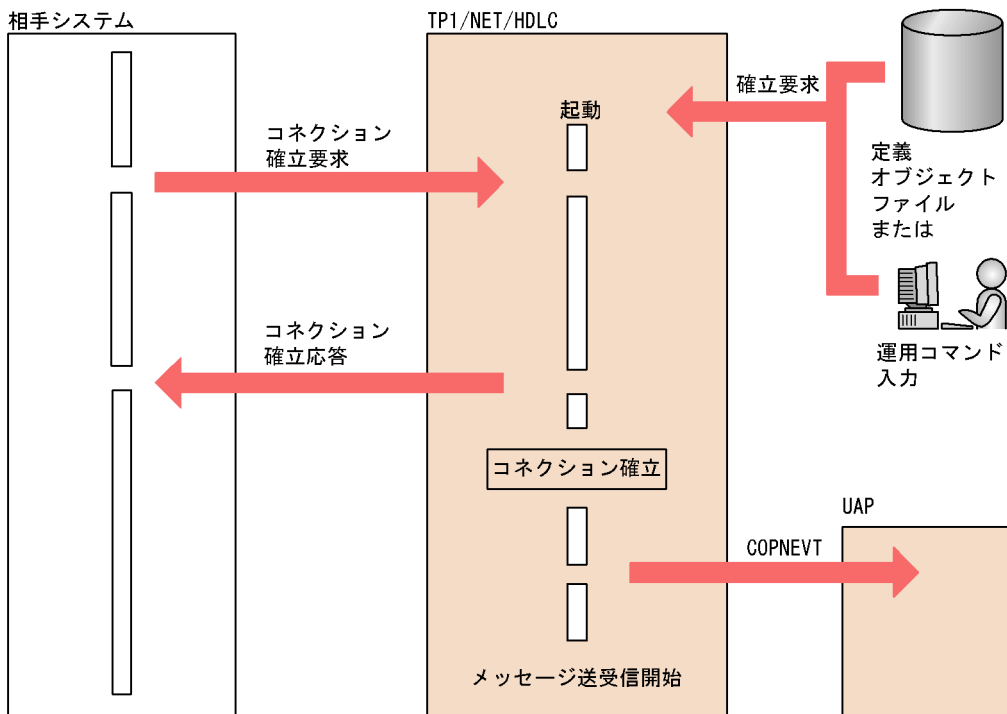 相手システム
TP1/NET/HDLC
確立要求
起動
コネクション
確立要求
定義
オブジェクト
ファイル
または
コネクション
確立応答
運用コマンド
入力
コネクション確立
UAP
COPNEVT
メッセージ送受信開始